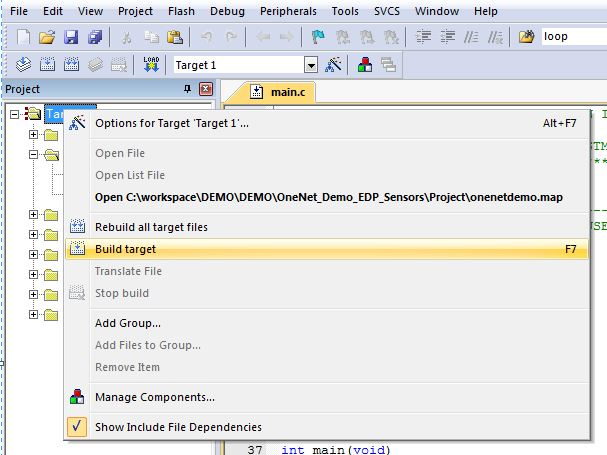 File Edit View Project Flash Debug Peripherals Tools SVCS Window Help
loop
LOAD Target 1
Project main.c
Options for Target 'Target 1'... Alt+F7
Open File
Open List File
Open C:\workspace\DEMO\DEMO\OneNet_Demo_EDP_Sensors\Project\onenetdemo.map
Rebuild all target files
Build target F7
Translate File
Stop build
Add Group...
Add Files to Group...
Remove Item
Manage Components...
Show Include File Dependencies
37 int main(void)